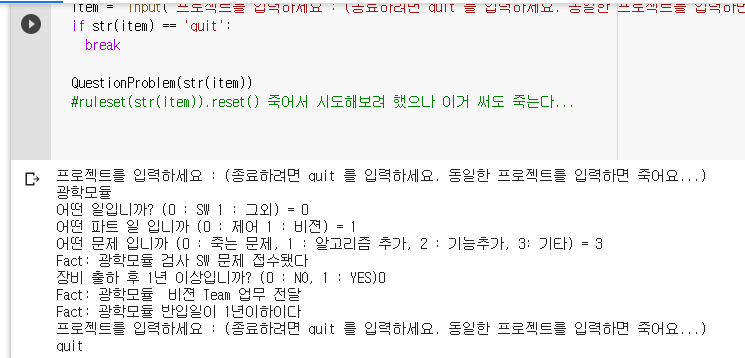 item = input( 프로젝트를 입력하세요 : (종료하려면 quit 를 입력하세요. 동일한 프로젝트를 입력하면
if str(item) == 'quit':
break
QuestionProblem(str(item))
#ruleset(str(item)).reset() 죽어서 시도해보려 했으나 이거 써도 죽는다...
프로젝트를 입력하세요 : (종료하려면 quit 를 입력하세요. 동일한 프로젝트를 입력하면 죽어요...)
광학모듈
어떤 일입니까? (0 : SW 1 : 그외) = 0
어떤 파트 일 입니까 (0 : 제어 1 : 비젼) = 1
어떤 문제 입니까 (0 : 죽는 문제, 1 : 알고리즘 추가, 2 : 기능추가, 3: 기타) = 3
Fact: 광학모듈 검사 SW 문제 접수됐다
장비 출하 후 1년 이상입니까? (0 : NO, 1 : YES)0
Fact: 광학모듈  비젼 Team 업무 전달
Fact: 광학모듈 반입일이 1년이하이다
프로젝트를 입력하세요 : (종료하려면 quit 를 입력하세요. 동일한 프로젝트를 입력하면 죽어요...)
quit